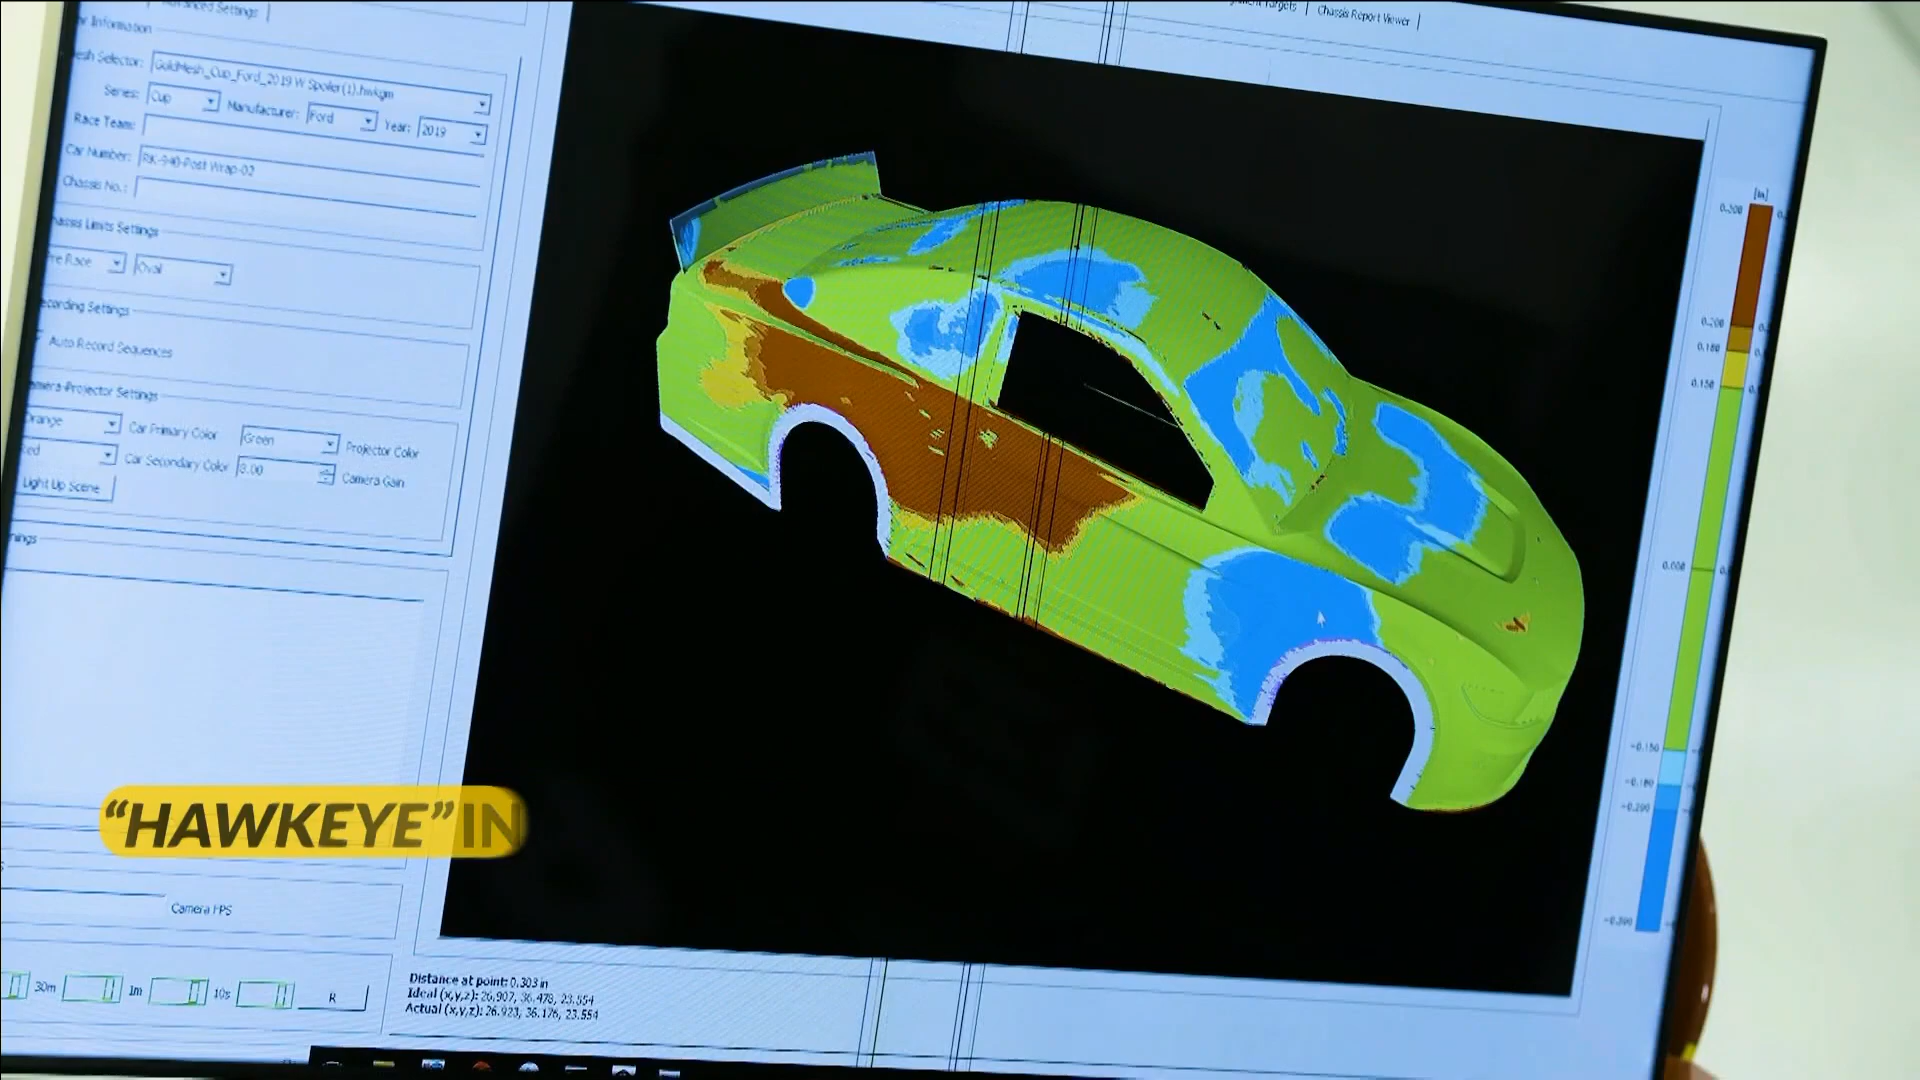 Advanced Settings
Information
Mesh Selector: GoldMesh_Cup_Ford_2019 W Spoiler(1).hwkgm
Series: Cup Manufacturer: Ford Year: 2019
Race Team:
Car Number: RK-940-Post Wrap-02
Chassis No.:
Chassis Limits Settings
Pre Race Oval
Recording Settings
Auto Record Sequences
Camera-Projector Settings
Orange Car Primary Color Green Projector Color
Red Car Secondary Color 3.00 Camera Gain
Light Up Scene
Camera FPS
30m 1m 10s R
Targets Chassis Report Viewer
[in]
0.300
0.200
0.180
0.150
0.000
-0.150
-0.180
-0.200
-0.300
Distance at point: 0.303 in
Ideal (x,y,z): 26.907, 36.478, 23.554
Actual (x,y,z): 26.923, 36.176, 23.554
“HAWKEYE” IN